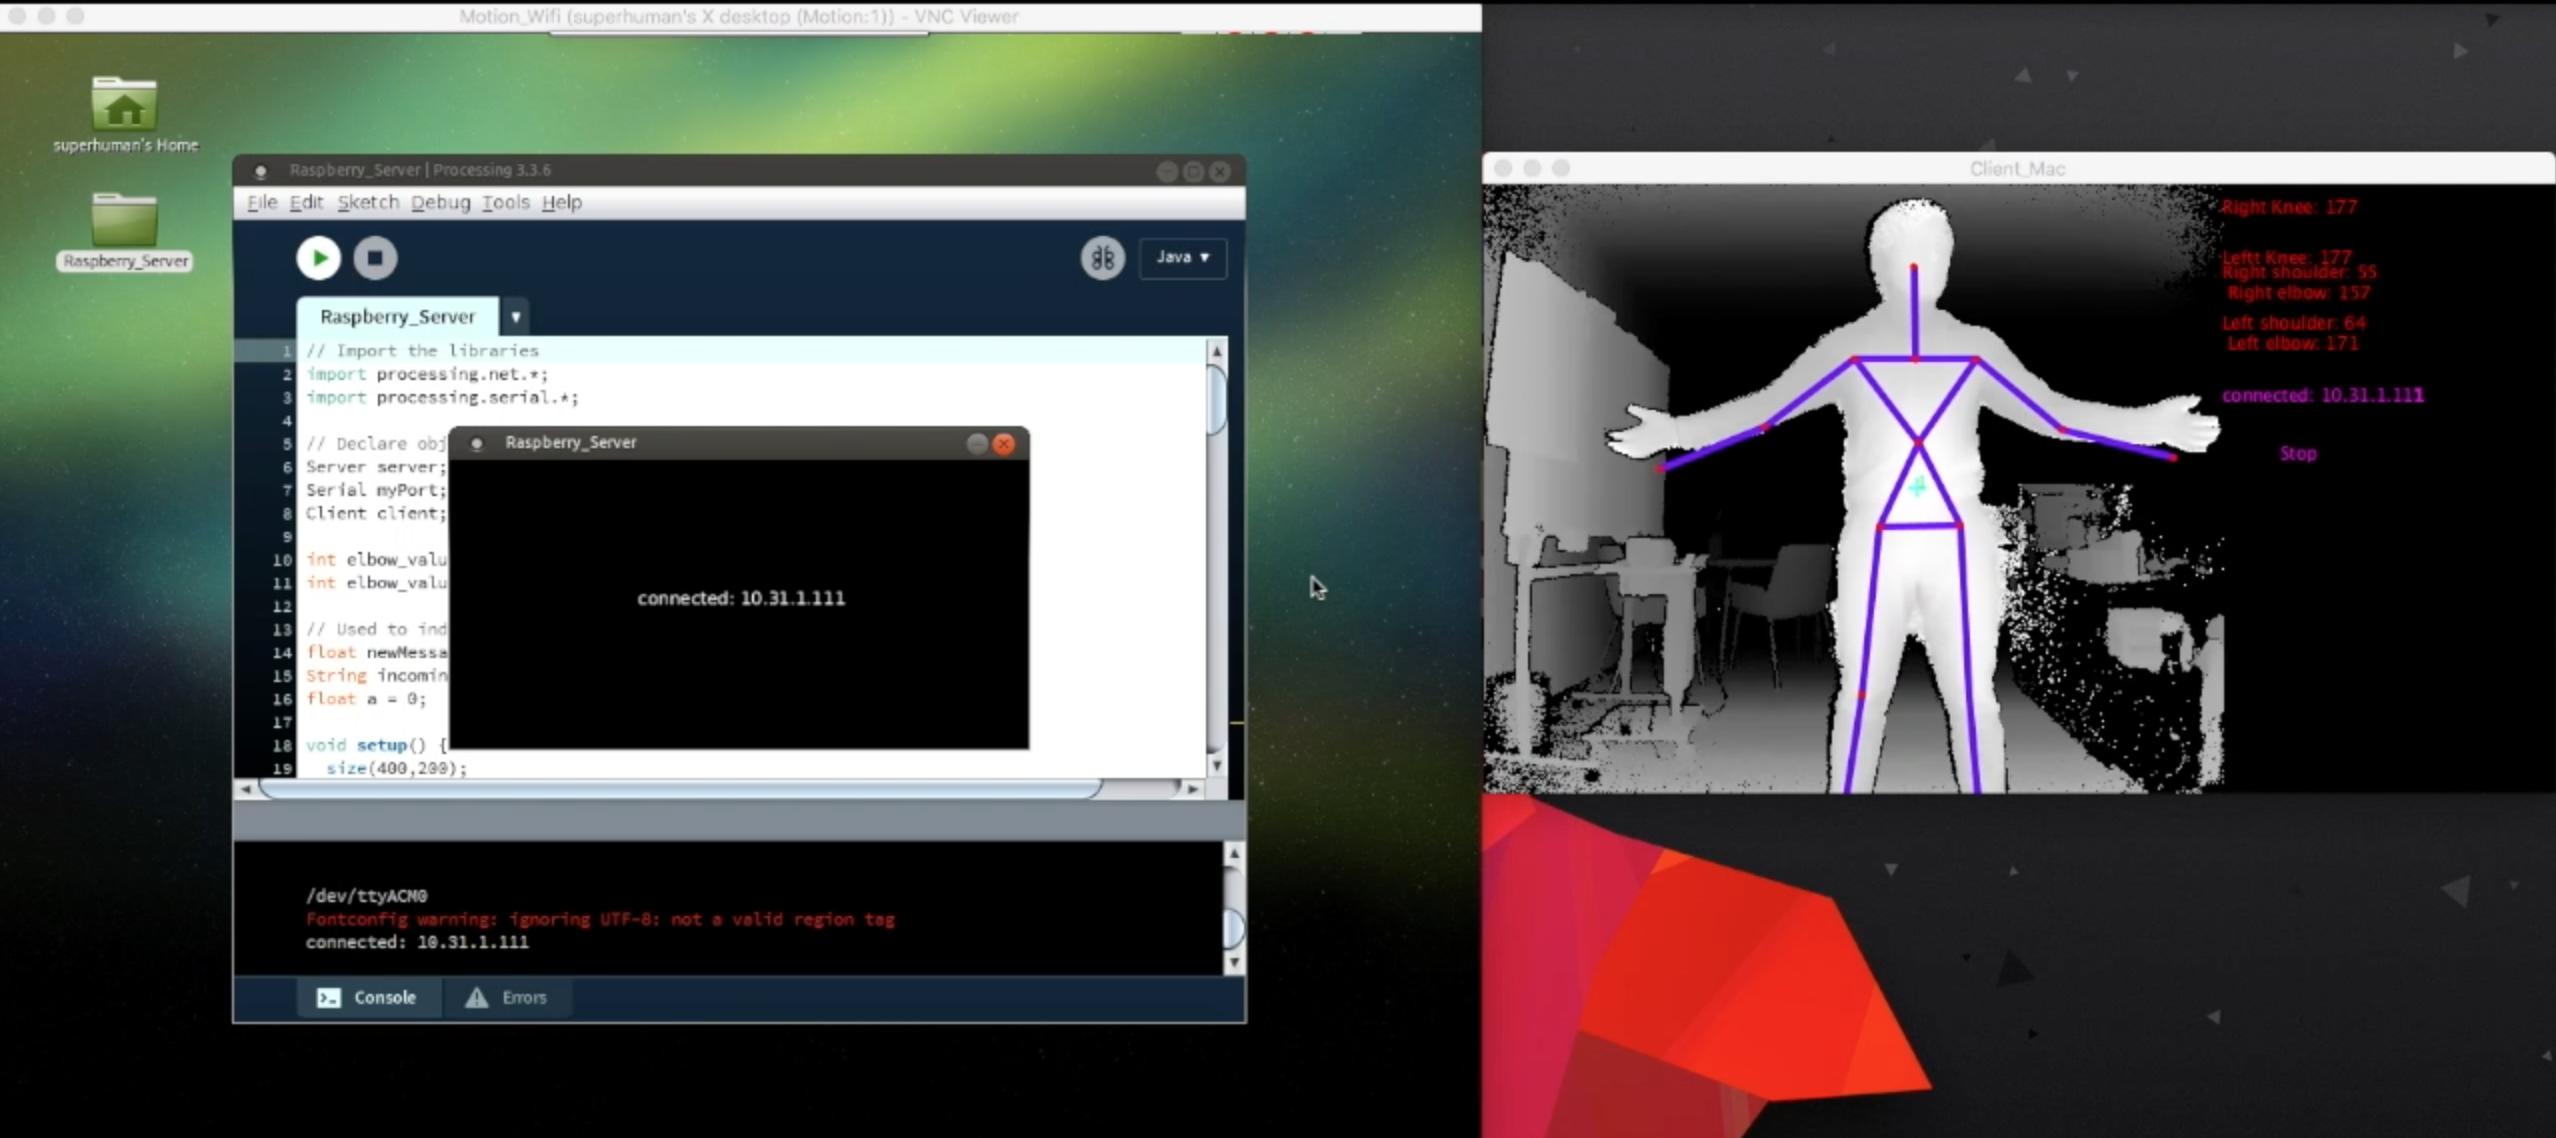 Motion_Wifi (superhuman's X desktop (Motion:1)) - VNC Viewer
superhuman's Home
Raspberry_Server
Raspberry_Server | Processing 3.3.6
File Edit Sketch Debug Tools Help
Java
Raspberry_Server
1 // Import the libraries
2 import processing.net.*;
3 import processing.serial.*;
4
5 // Declare obj
6 Server server;
7 Serial myPort;
8 Client client;
9
10 int elbow_valu
11 int elbow_valu
12
13 // Used to ind
14 float newMessa
15 String incomin
16 float a = 0;
17
18 void setup() {
19 size(400,200);
Raspberry_Server
connected: 10.31.1.111
/dev/ttyACM0
Fontconfig warning: ignoring UTF-8: not a valid region tag
connected: 10.31.1.111
Console
Errors
Client_Mac
Right Knee: 177
Leftt Knee: 177
Right shoulder: 55
Right elbow: 157
Left shoulder: 64
Left elbow: 171
connected: 10.31.1.111
Stop